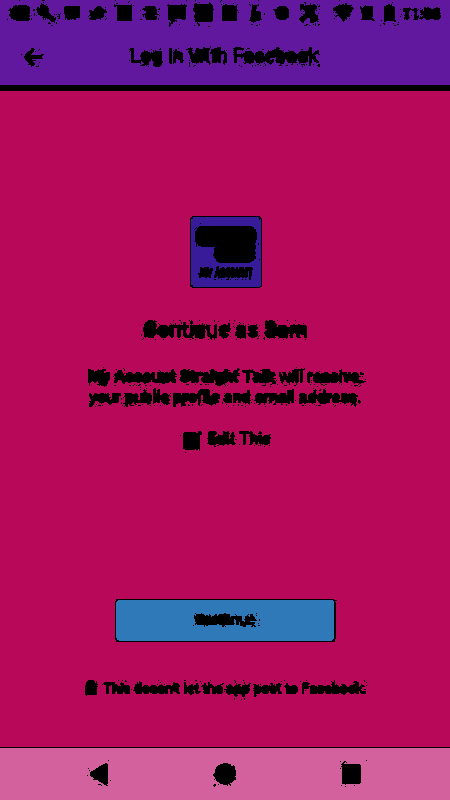 11:06
Log In With Facebook
MY ACCOUNT
Continue as Sam
My Account Straight Talk will receive:
your public profile and email address.
Edit This
Continue
This doesn't let the app post to Facebook